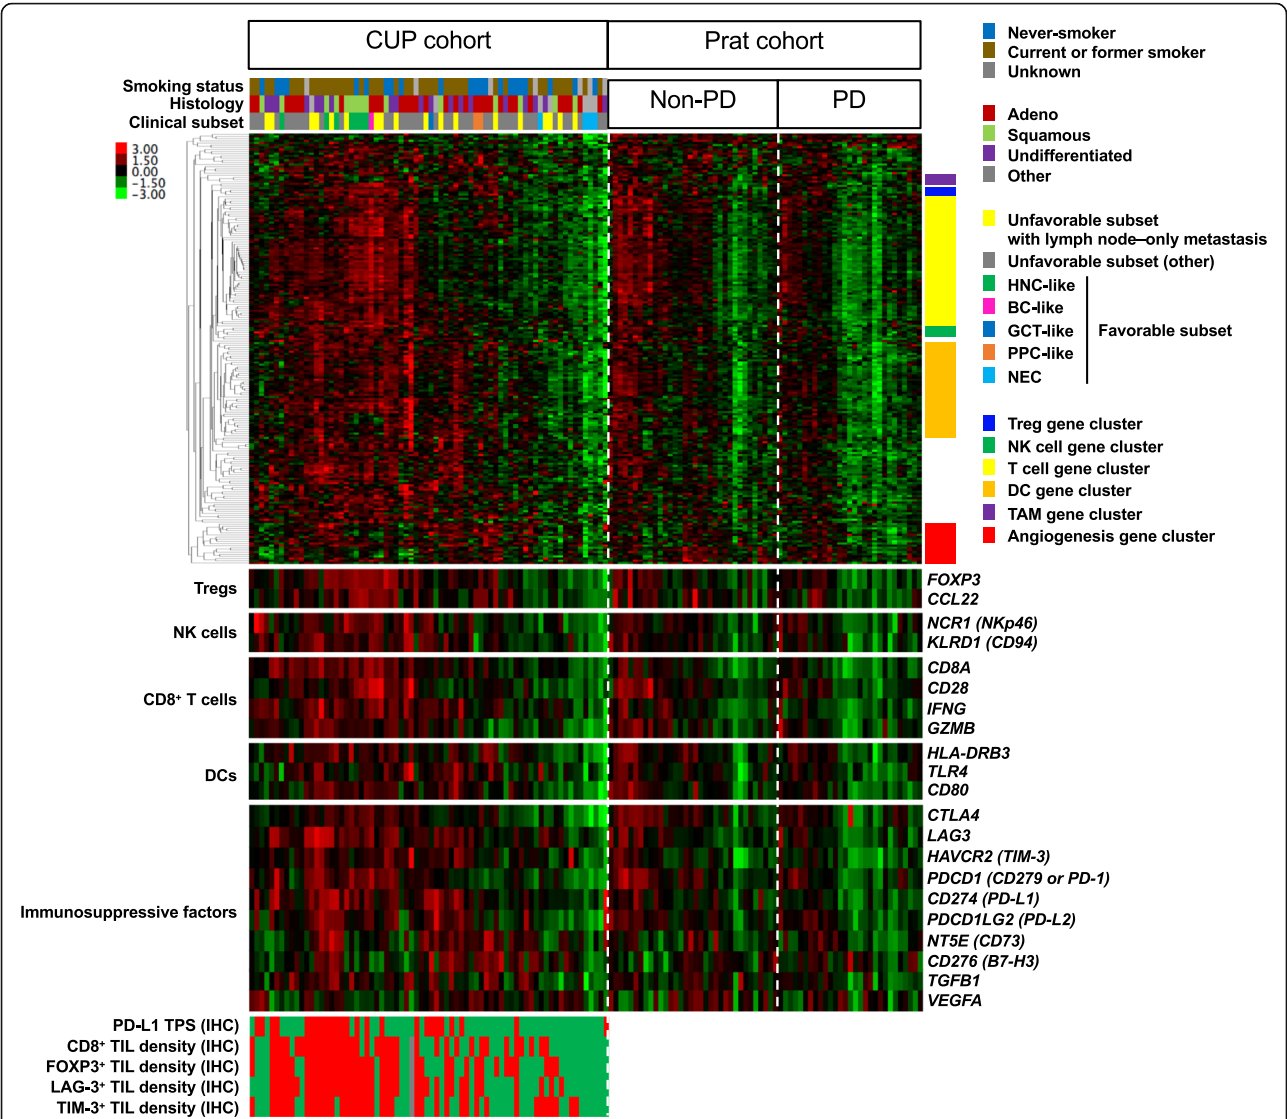 CUP cohort
Prat cohort
Non-PD
PD
Smoking status
Histology
Clinical subset
3.00
1.50
0.00
−1.50
−3.00
Never-smoker
Current or former smoker
Unknown
Adeno
Squamous
Undifferentiated
Other
Unfavorable subset
with lymph node–only metastasis
Unfavorable subset (other)
HNC-like
BC-like
GCT-like
PPC-like
NEC
Favorable subset
Treg gene cluster
NK cell gene cluster
T cell gene cluster
DC gene cluster
TAM gene cluster
Angiogenesis gene cluster
Tregs
FOXP3
CCL22
NK cells
NCR1 (NKp46)
KLRD1 (CD94)
CD8⁺ T cells
CD8A
CD28
IFNG
GZMB
DCs
HLA-DRB3
TLR4
CD80
Immunosuppressive factors
CTLA4
LAG3
HAVCR2 (TIM-3)
PDCD1 (CD279 or PD-1)
CD274 (PD-L1)
PDCD1LG2 (PD-L2)
NT5E (CD73)
CD276 (B7-H3)
TGFB1
VEGFA
PD-L1 TPS (IHC)
CD8⁺ TIL density (IHC)
FOXP3⁺ TIL density (IHC)
LAG-3⁺ TIL density (IHC)
TIM-3⁺ TIL density (IHC)